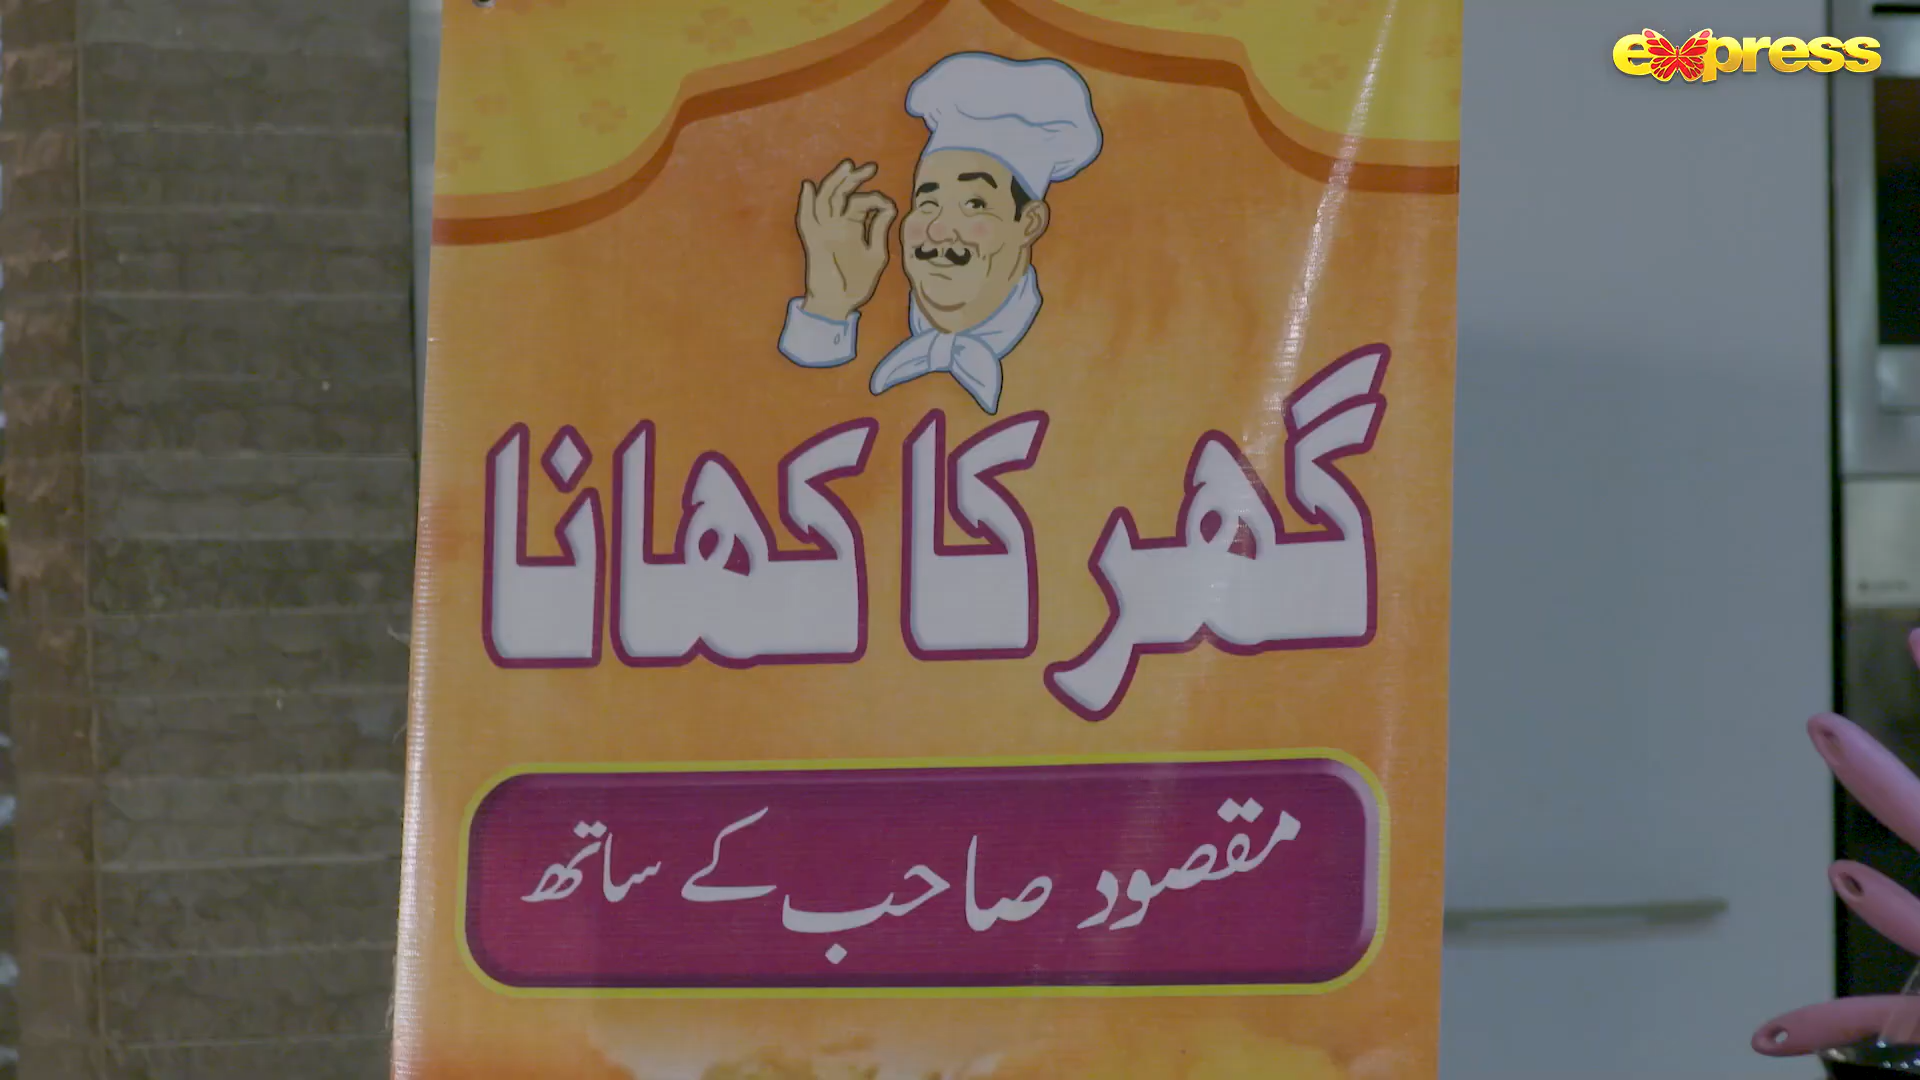 express
گھر کا کھانا
مقصود صاحب کے ساتھ